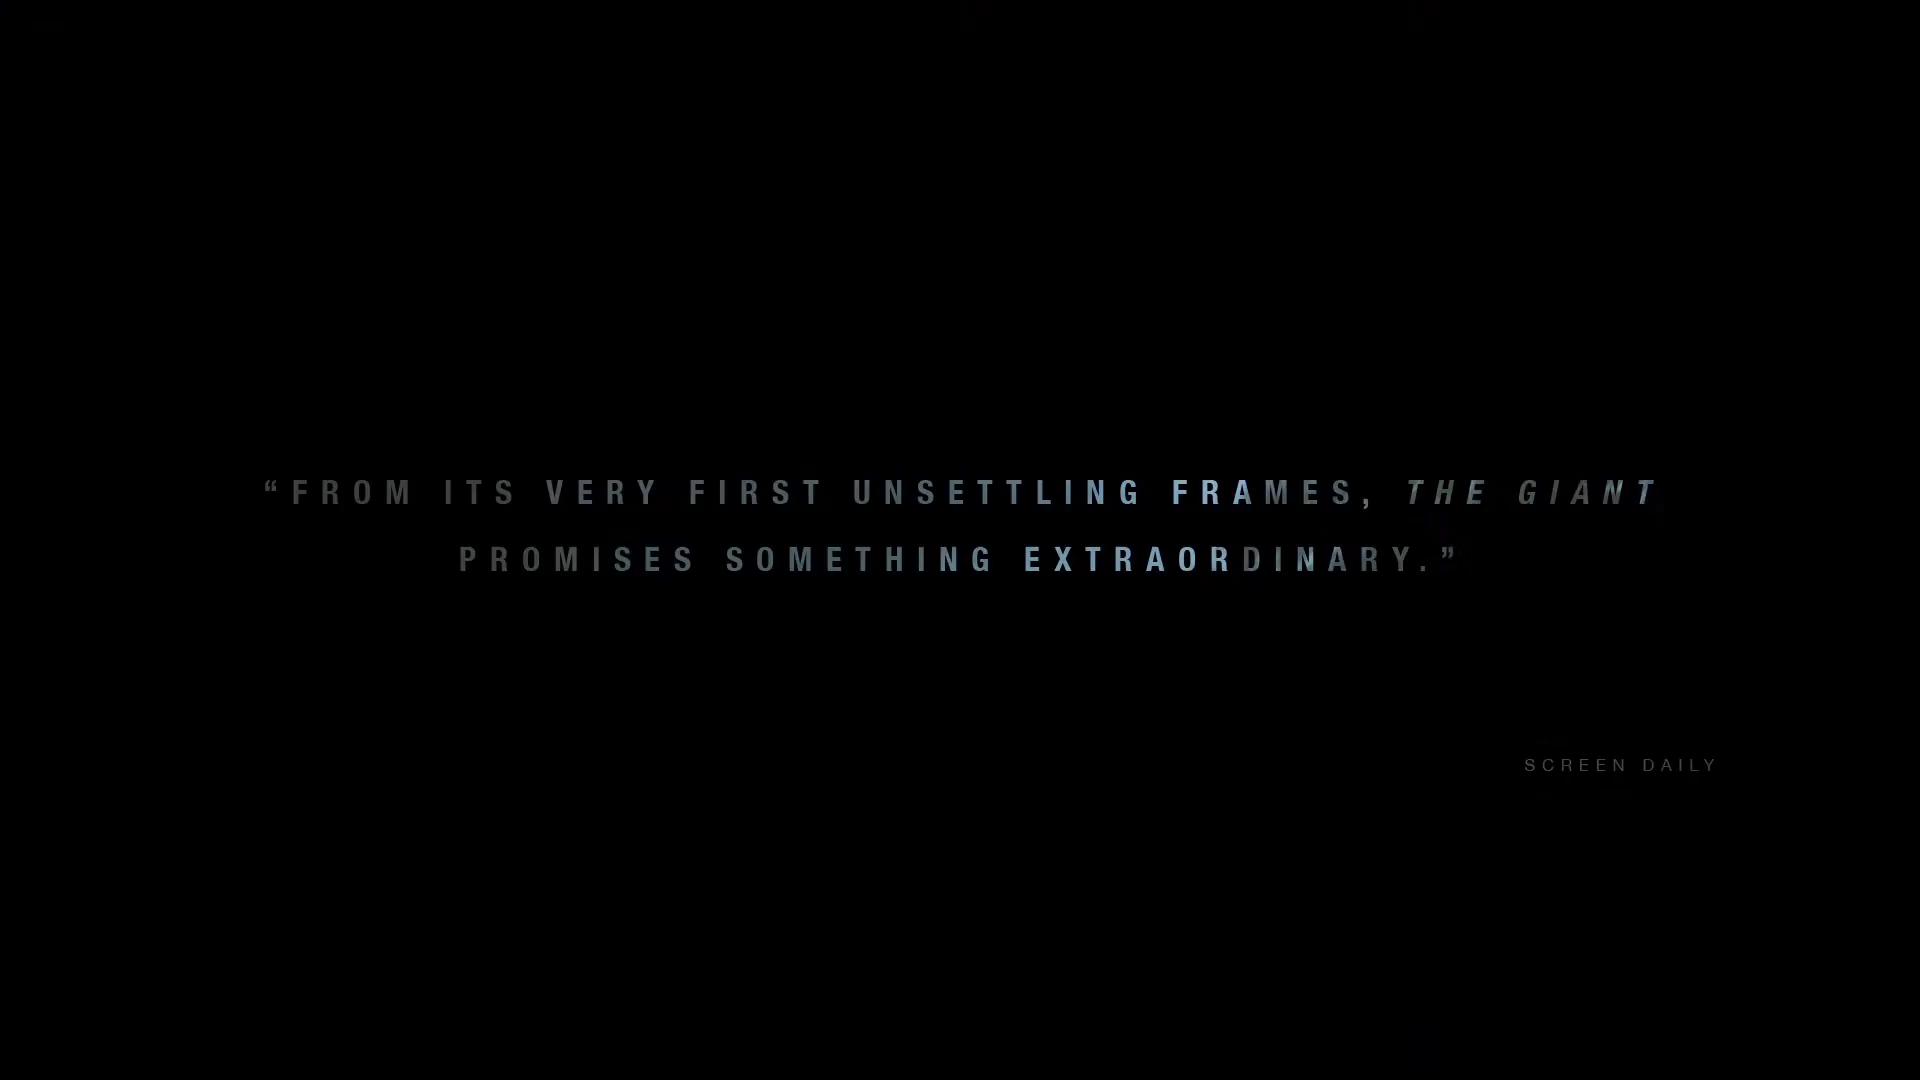 “FROM ITS VERY FIRST UNSETTLING FRAMES, THE GIANT
PROMISES SOMETHING EXTRAORDINARY.”
SCREEN DAILY